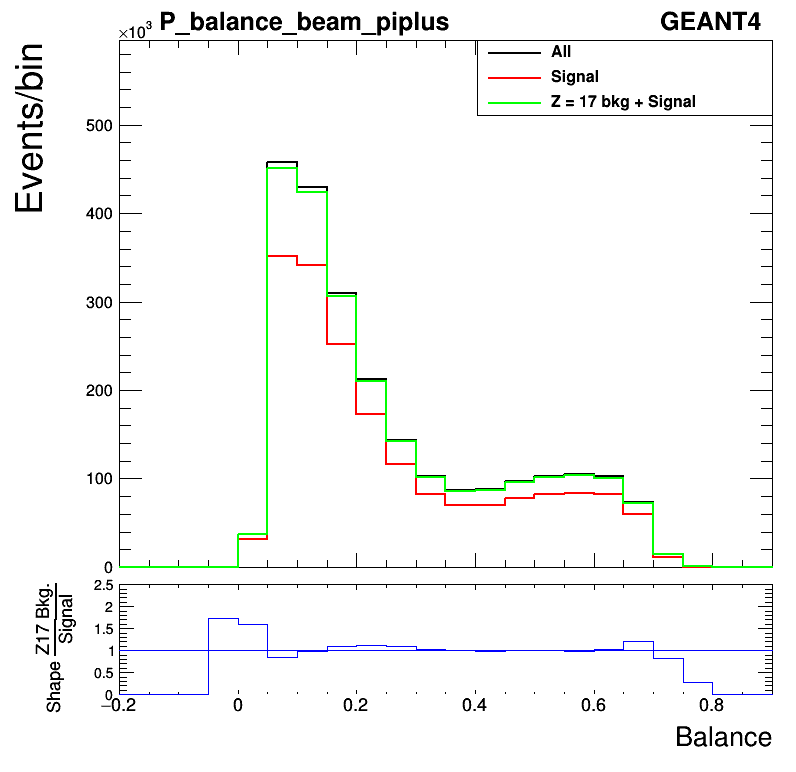 ×10³ P_balance_beam_piplus GEANT4
All
Signal
Z = 17 bkg + Signal
Events/bin
500
400
300
200
100
0
Shape Z17 Bkg. / Signal
2.5
2
1.5
1
0.5
0
−0.2 0 0.2 0.4 0.6 0.8
Balance